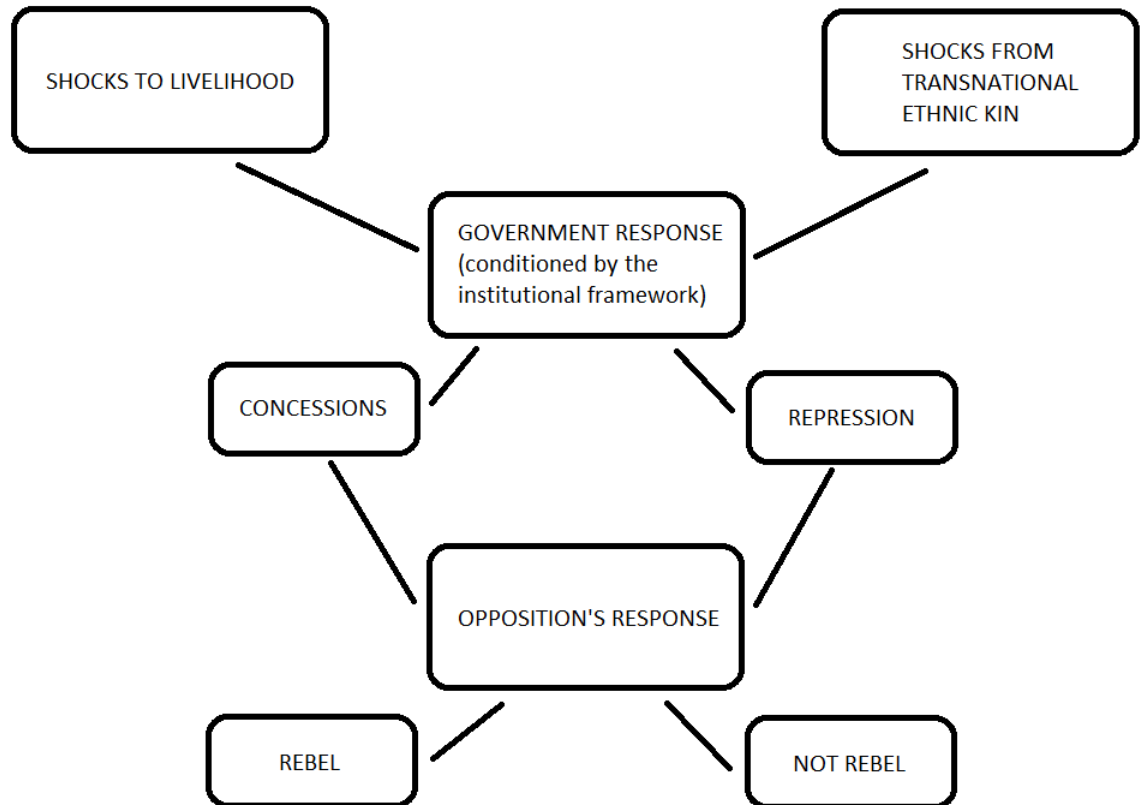 SHOCKS TO LIVELIHOOD
SHOCKS FROM
TRANSNATIONAL
ETHNIC KIN
GOVERNMENT RESPONSE
(conditioned by the
institutional framework)
CONCESSIONS
REPRESSION
OPPOSITION'S RESPONSE
REBEL
NOT REBEL